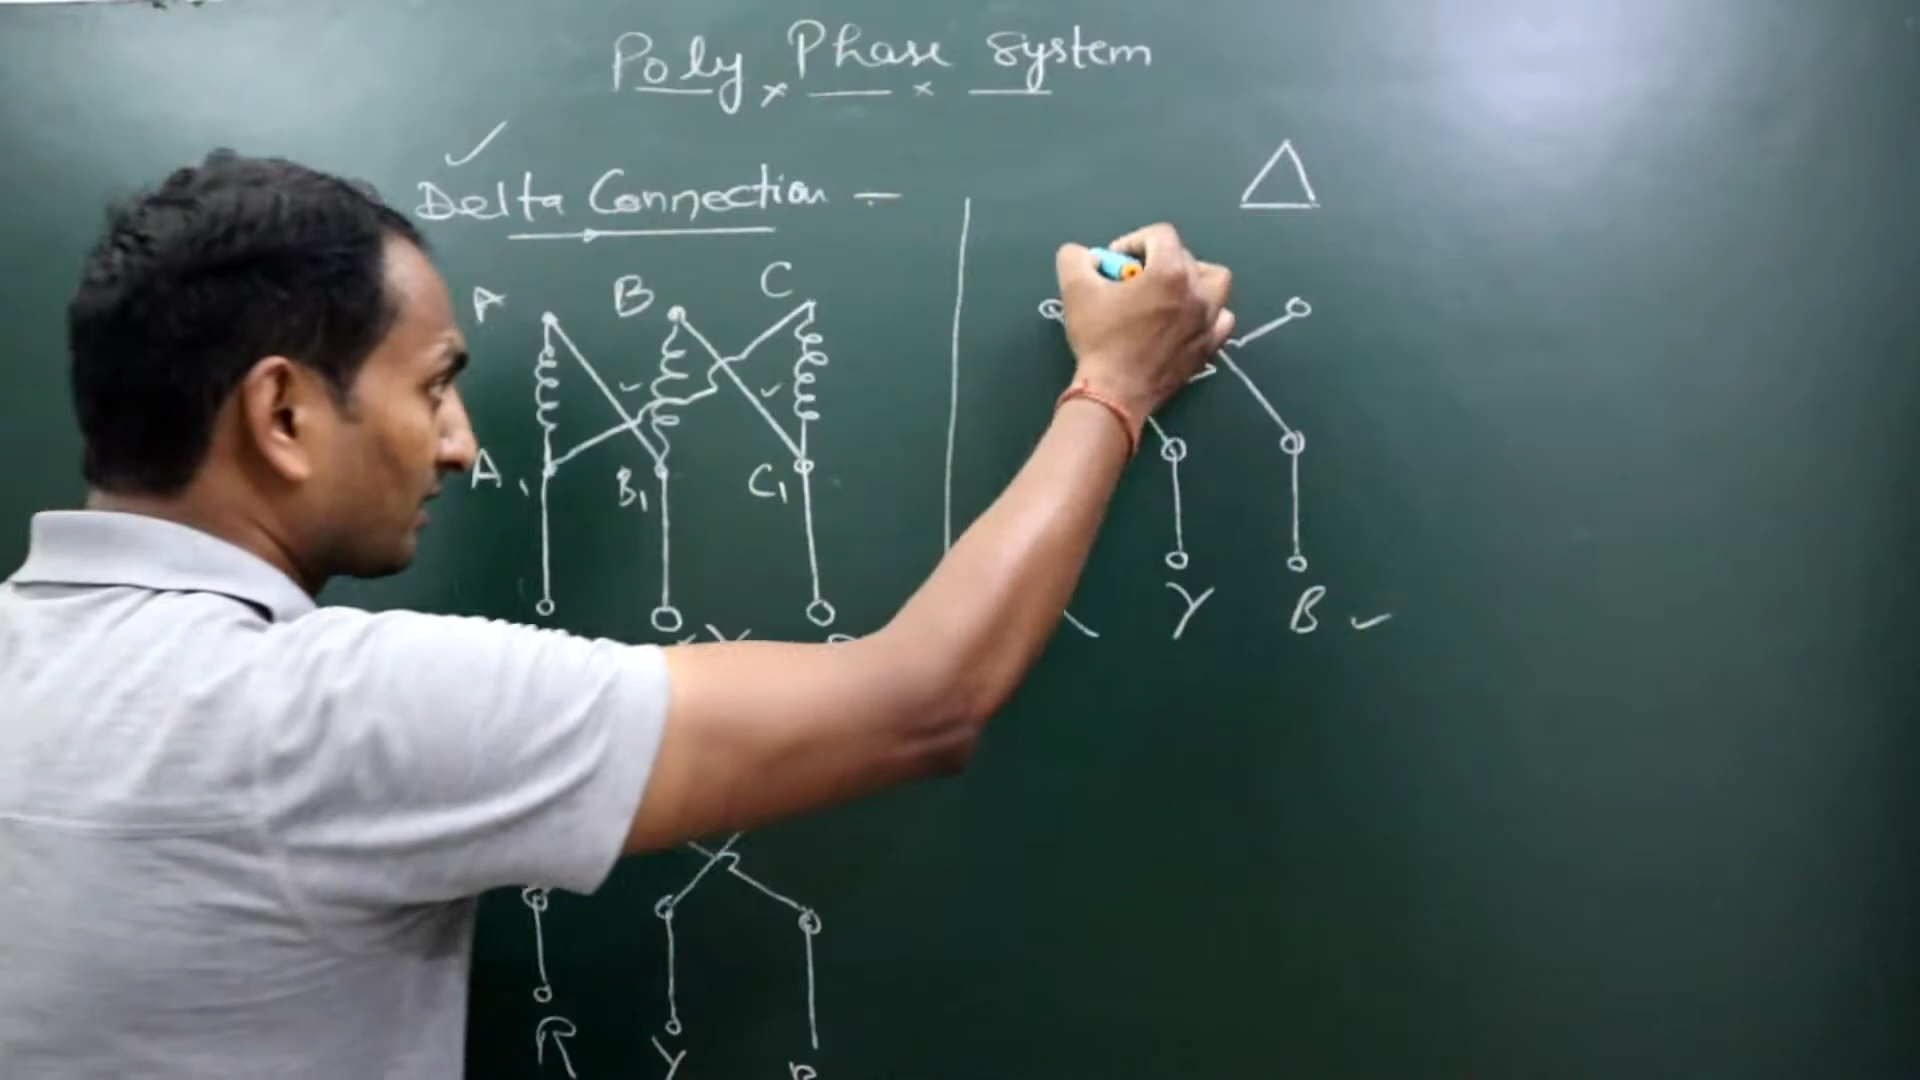 Poly Phase System
Delta Connection
A B C
A1 B1 C1
Y
Y B
R Y